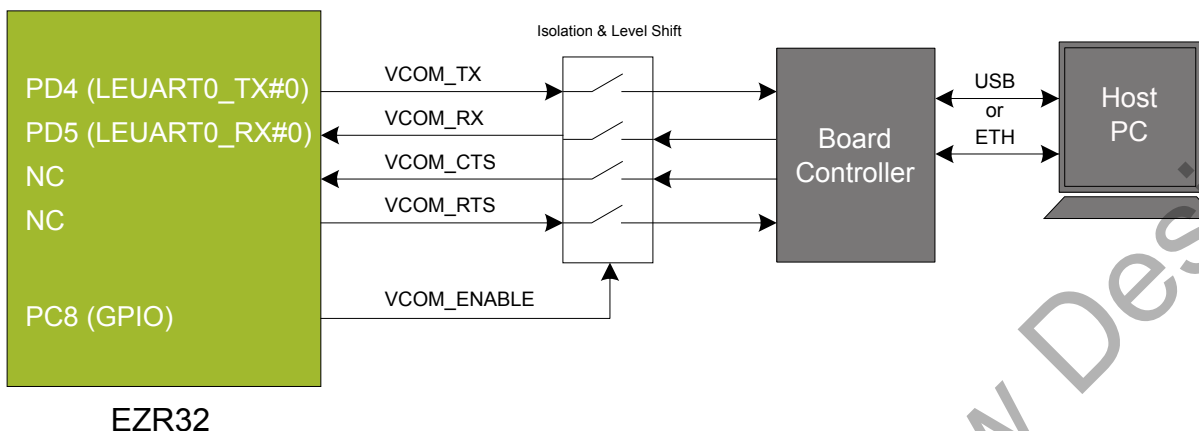 Isolation & Level Shift
PD4 (LEUART0_TX#0)
VCOM_TX
PD5 (LEUART0_RX#0)
VCOM_RX
NC
VCOM_CTS
NC
VCOM_RTS
PC8 (GPIO)
VCOM_ENABLE
Board
Controller
USB
or
ETH
Host
PC
EZR32